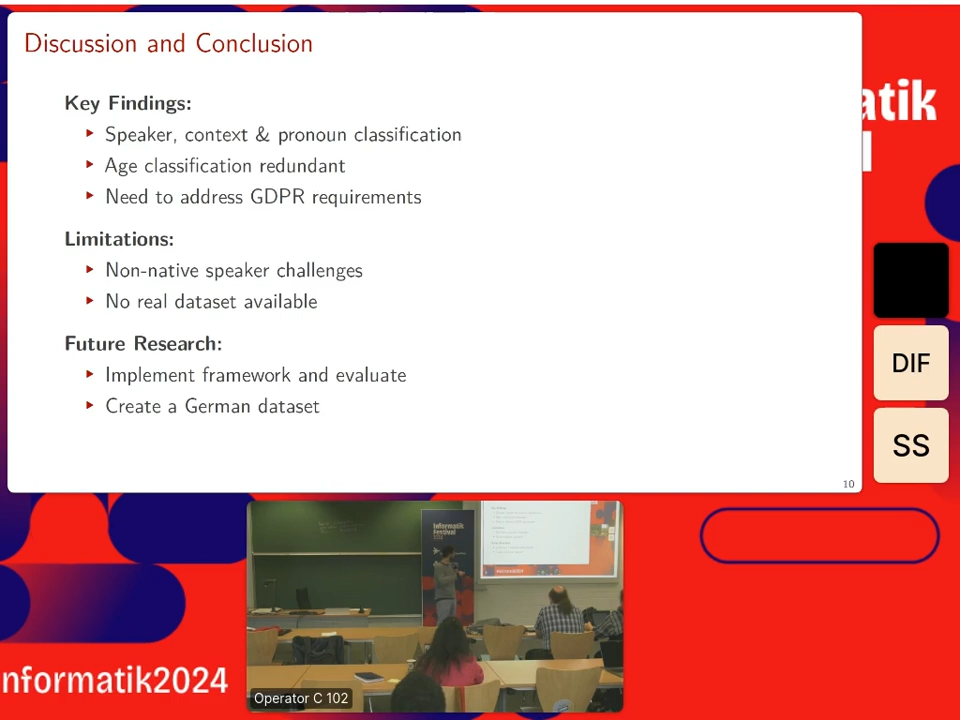 Discussion and Conclusion
Key Findings:
Speaker, context & pronoun classification
Age classification redundant
Need to address GDPR requirements
Limitations:
Non-native speaker challenges
No real dataset available
Future Research:
Implement framework and evaluate
Create a German dataset
10
atik
DIF
SS
Informatik
Festival
Operator C 102
nformatik2024